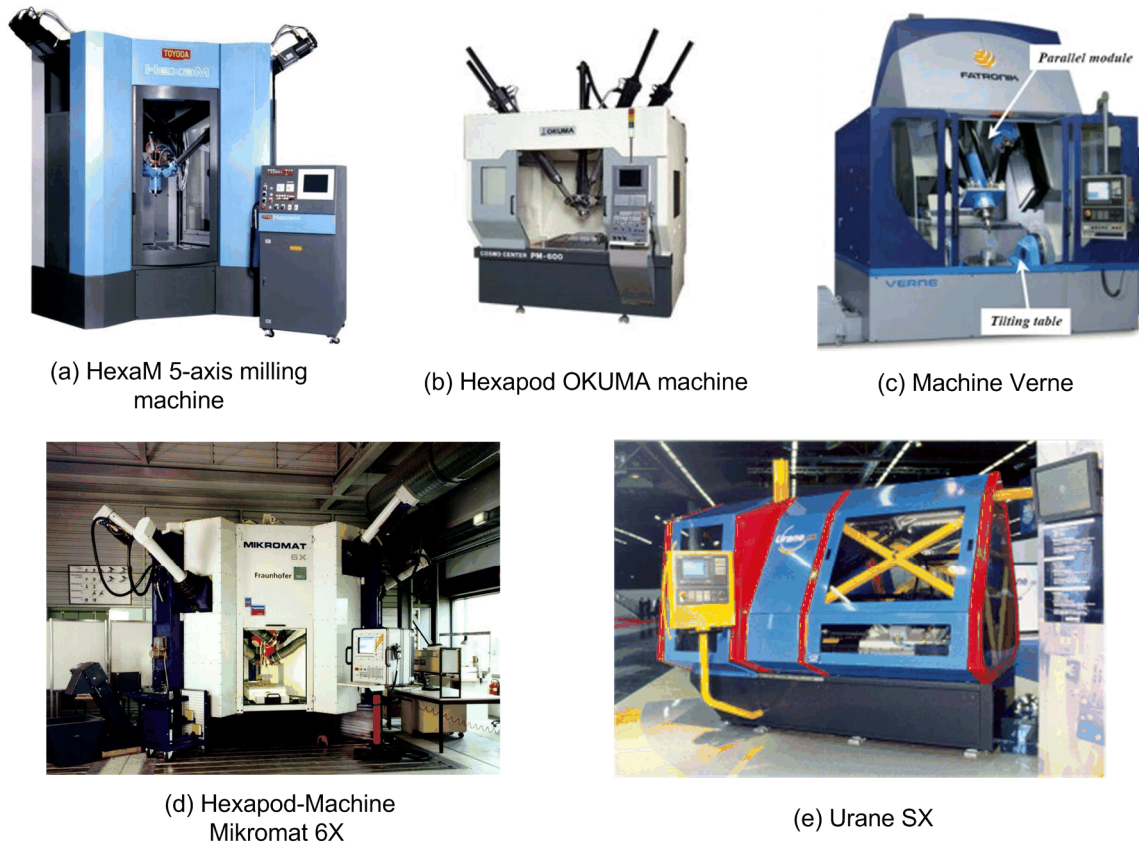 TOYODA
HexaM
OKUMA
COSMO CENTER PM-600
Parallel module
FATRONIK
VERNE
Tilting table
(a) HexaM 5-axis milling
machine
(b) Hexapod OKUMA machine
(c) Machine Verne
MIKROMAT
6X
Fraunhofer
Urane SX
(d) Hexapod-Machine
Mikromat 6X
(e) Urane SX